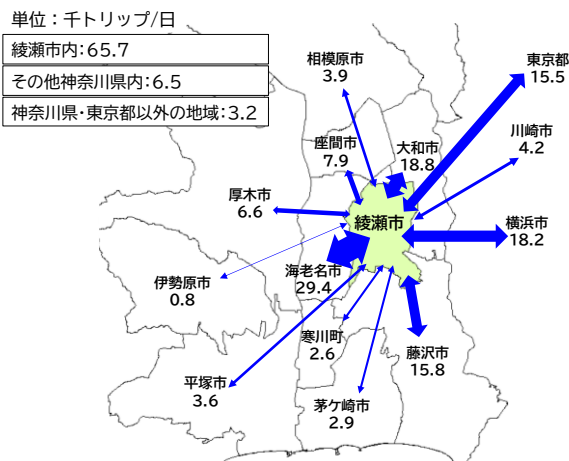 単位：千トリップ/日
綾瀬市内：65.7
その他神奈川県内：6.5
神奈川県・東京都以外の地域：3.2
相模原市
3.9
東京都
15.5
川崎市
4.2
座間市
7.9
大和市
18.8
厚木市
6.6
綾瀬市
横浜市
18.2
海老名市
29.4
伊勢原市
0.8
寒川町
2.6
藤沢市
15.8
平塚市
3.6
茅ケ崎市
2.9